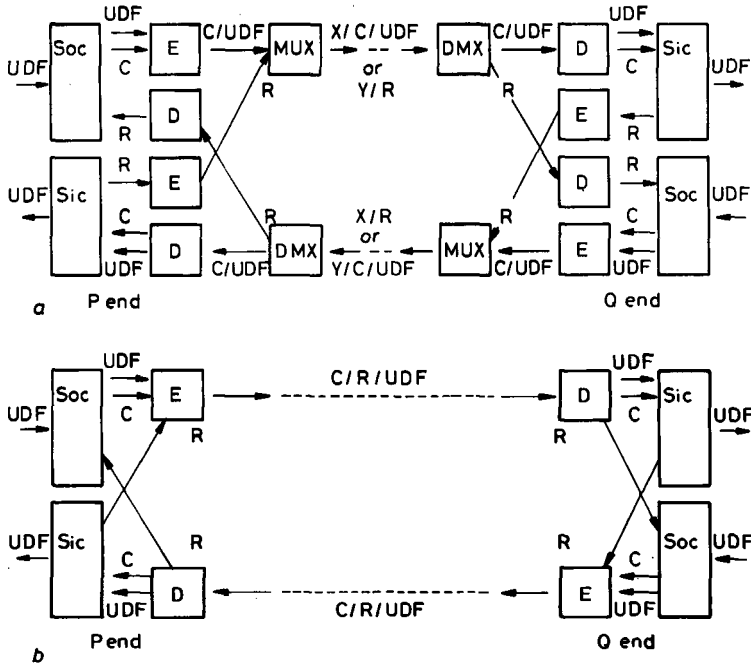 UDF UDF
Soc E C/UDF MUX X/C/UDF DMX C/UDF D Sic
UDF C or C UDF
R Y/R R
D E
R R
R R
UDF Sic E D Soc UDF
C R X/R R C
or
D DMX MUX E
UDF C/UDF Y/C/UDF C/UDF UDF
a P end Q end
UDF C/R/UDF UDF
Soc E D Sic
UDF C C UDF
R R
Sic R R Soc
UDF C C UDF
D E
UDF C/R/UDF UDF
b P end Q end